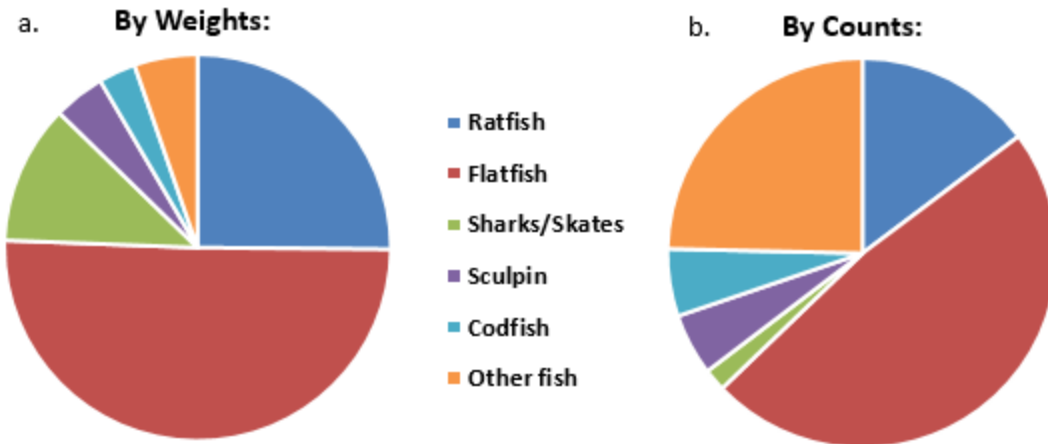 a.
By Weights:
b.
By Counts:
Ratfish
Flatfish
Sharks/Skates
Sculpin
Codfish
Other fish